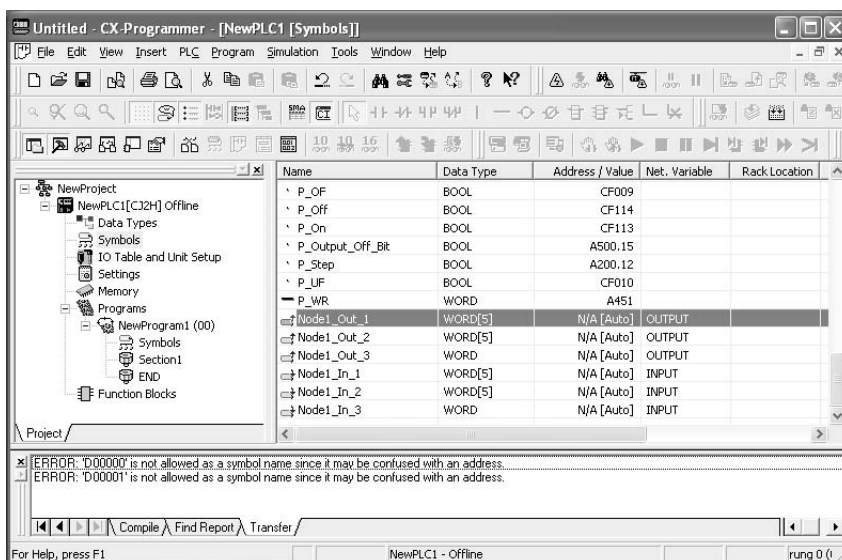 Untitled - CX-Programmer - [NewPLC1 [Symbols]]
File Edit View Insert PLC Program Simulation Tools Window Help
10 10 16
Name Data Type Address / Value Net. Variable Rack Location
NewProject
NewPLC1[CJ2H] Offline
Data Types
Symbols
IO Table and Unit Setup
Settings
Memory
Programs
NewProgram1 (00)
Symbols
Section1
END
Function Blocks
Project
P_OF BOOL CF009
P_Off BOOL CF114
P_On BOOL CF113
P_Output_Off_Bit BOOL A500.15
P_Step BOOL A200.12
P_UF BOOL CF010
P_WR WORD A451
Node1_Out_1 WORD[5] N/A [Auto] OUTPUT
Node1_Out_2 WORD[5] N/A [Auto] OUTPUT
Node1_Out_3 WORD N/A [Auto] OUTPUT
Node1_In_1 WORD[5] N/A [Auto] INPUT
Node1_In_2 WORD[5] N/A [Auto] INPUT
Node1_In_3 WORD N/A [Auto] INPUT
ERROR: 'D00000' is not allowed as a symbol name since it may be confused with an address.
ERROR: 'D00001' is not allowed as a symbol name since it may be confused with an address.
Compile Find Report Transfer
For Help, press F1 NewPLC1 - Offline rung 0 (